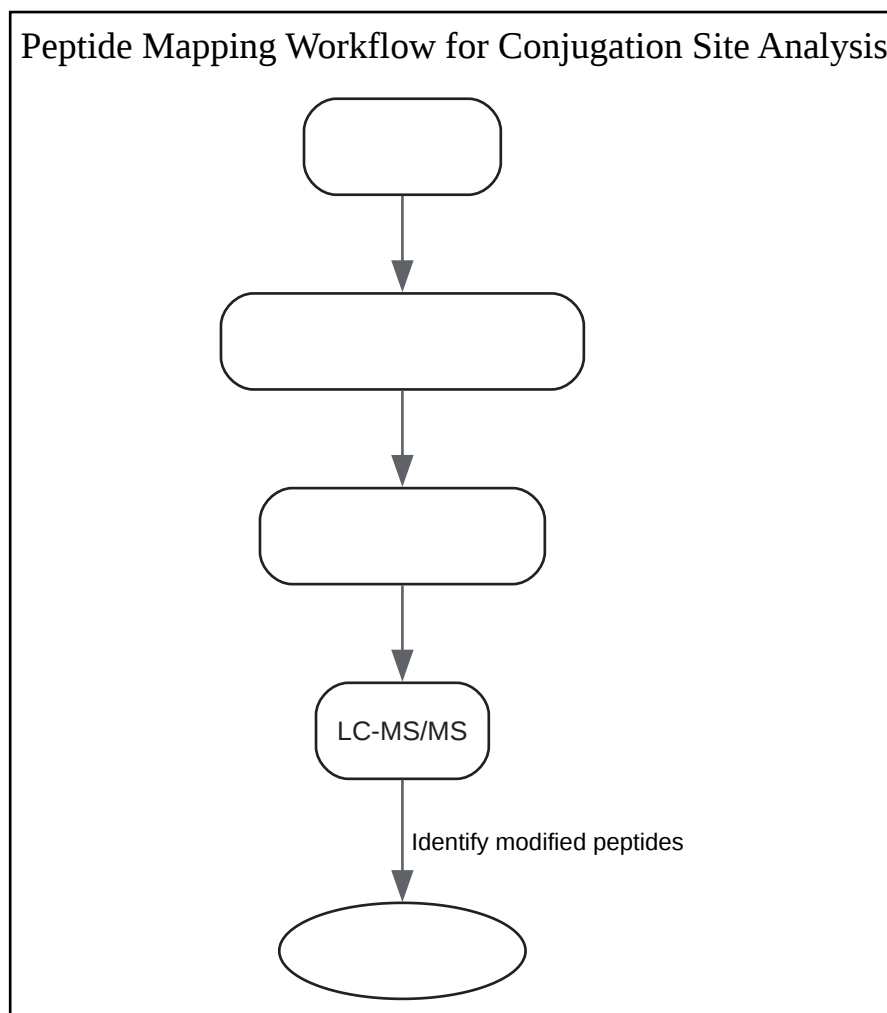 Peptide Mapping Workflow for Conjugation Site Analysis
LC-MS/MS
Identify modified peptides